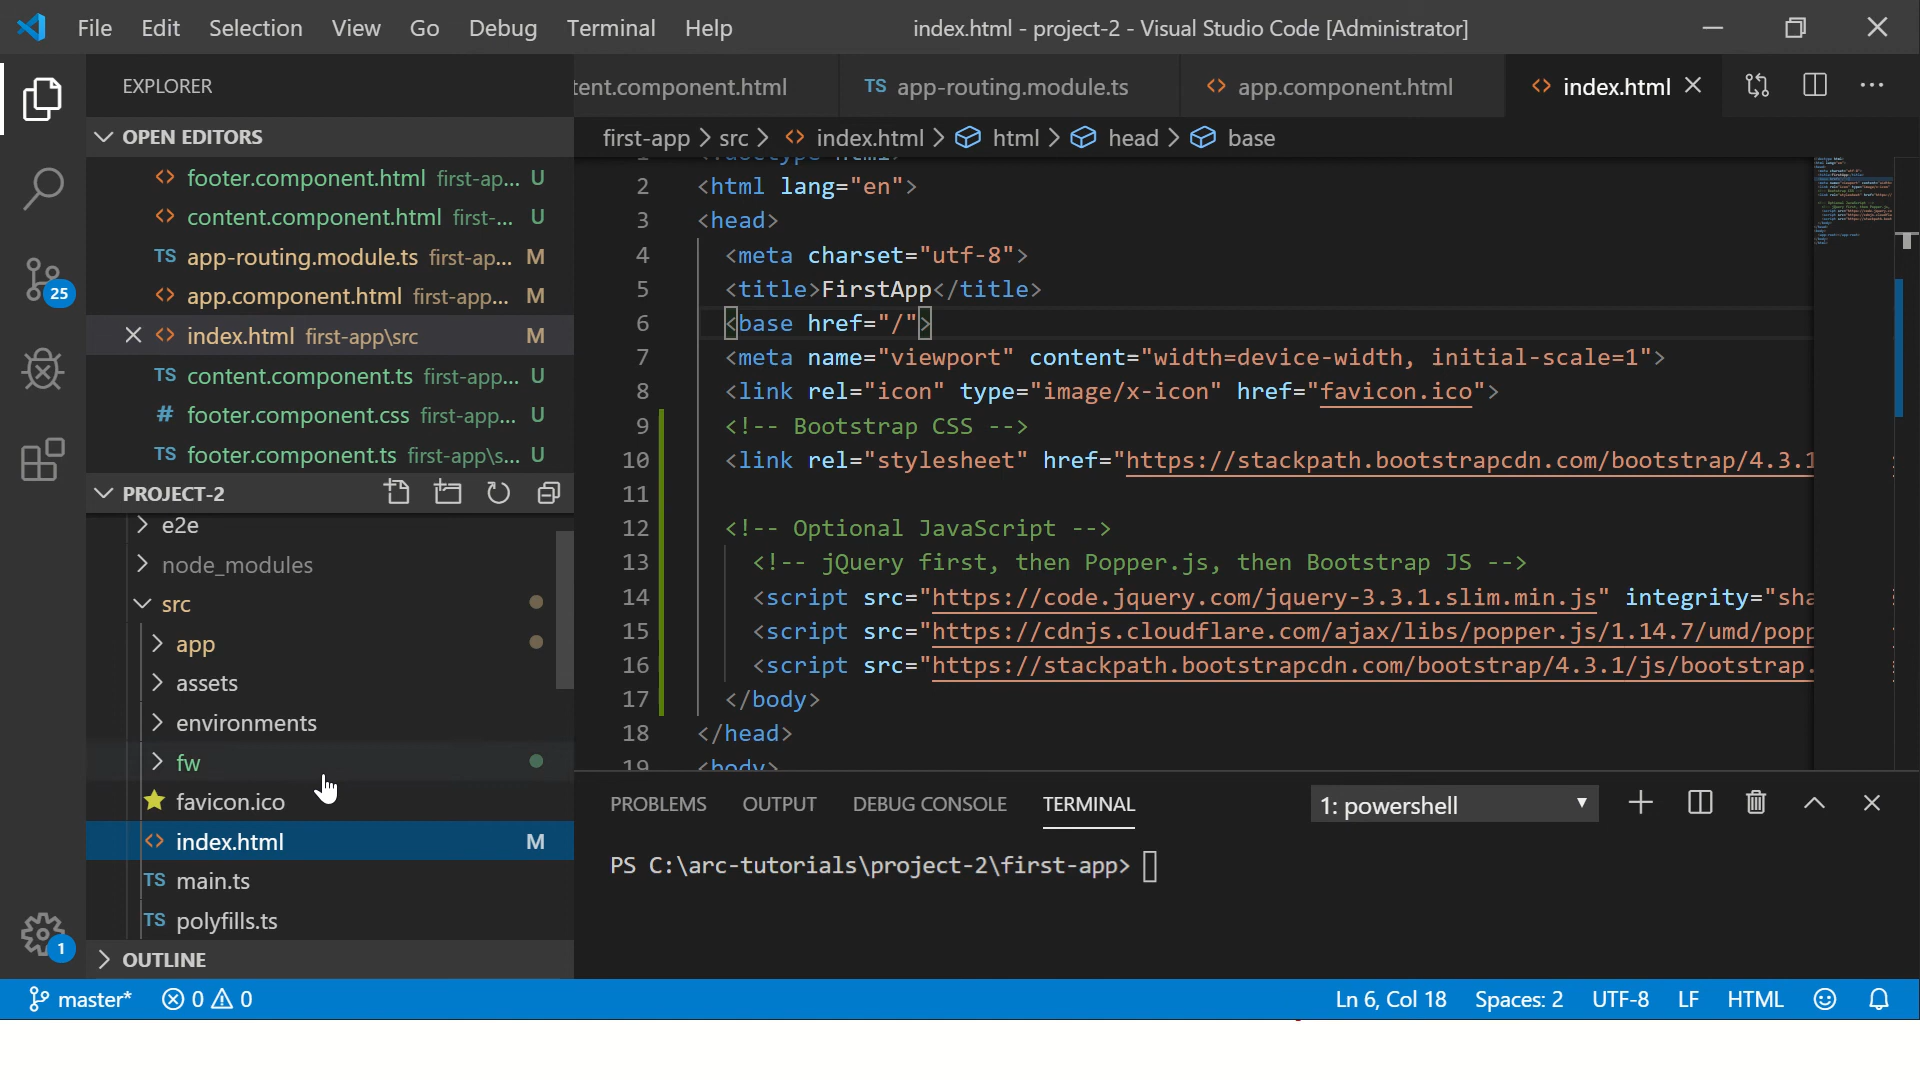 File Edit Selection View Go Debug Terminal Help index.html - project-2 - Visual Studio Code [Administrator]
EXPLORER
OPEN EDITORS
footer.component.html first-ap... U
content.component.html first-... U
TS app-routing.module.ts first-ap... M
app.component.html first-app... M
index.html first-app\src M
TS content.component.ts first-app... U
# footer.component.css first-app... U
TS footer.component.ts first-app\s... U
PROJECT-2
e2e
node_modules
src
app
assets
environments
fw
favicon.ico
index.html M
TS main.ts
TS polyfills.ts
OUTLINE
25
1
tent.component.html TS app-routing.module.ts <> app.component.html <> index.html
first-app > src > <> index.html > html > head > base
1 <!doctype html>
2 <html lang="en">
3 <head>
4 <meta charset="utf-8">
5 <title>FirstApp</title>
6 <base href="/">
7 <meta name="viewport" content="width=device-width, initial-scale=1">
8 <link rel="icon" type="image/x-icon" href="favicon.ico">
9 <!-- Bootstrap CSS -->
10 <link rel="stylesheet" href="https://stackpath.bootstrapcdn.com/bootstrap/4.3.1
11
12 <!-- Optional JavaScript -->
13 <!-- jQuery first, then Popper.js, then Bootstrap JS -->
14 <script src="https://code.jquery.com/jquery-3.3.1.slim.min.js" integrity="sha
15 <script src="https://cdnjs.cloudflare.com/ajax/libs/popper.js/1.14.7/umd/popp
16 <script src="https://stackpath.bootstrapcdn.com/bootstrap/4.3.1/js/bootstrap.
17 </body>
18 </head>
19 <body>
PROBLEMS OUTPUT DEBUG CONSOLE TERMINAL 1: powershell
PS C:\arc-tutorials\project-2\first-app>
master* 0 0 Ln 6, Col 18 Spaces: 2 UTF-8 LF HTML